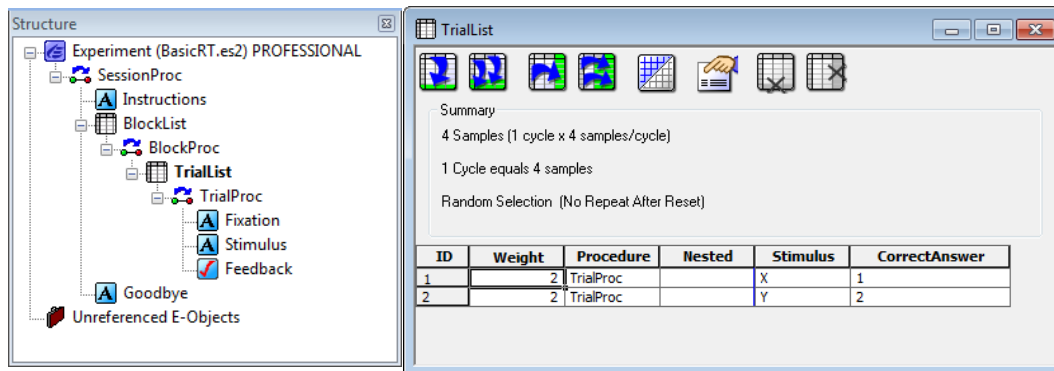 Structure
Experiment (BasicRT.es2) PROFESSIONAL
SessionProc
Instructions
BlockList
BlockProc
TrialList
TrialProc
Fixation
Stimulus
Feedback
Goodbye
Unreferenced E-Objects
TrialList
Summary
4 Samples (1 cycle x 4 samples/cycle)
1 Cycle equals 4 samples
Random Selection (No Repeat After Reset)
ID Weight Procedure Nested Stimulus CorrectAnswer
1 2 TrialProc X 1
2 2 TrialProc Y 2